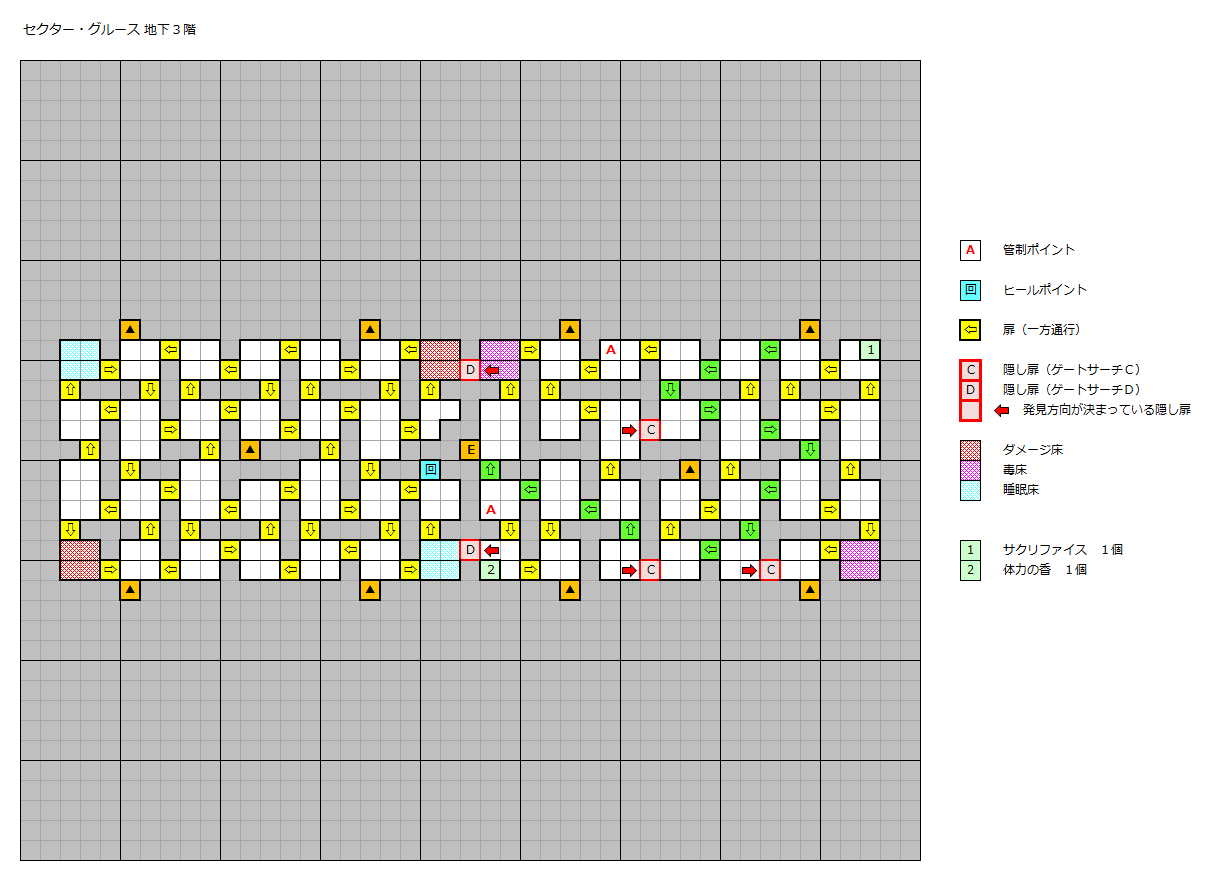 セクター・グルース 地下３階
A 管制ポイント
回 ヒールポイント
扉（一方通行）
C 隠し扉（ゲートサーチＣ）
D 隠し扉（ゲートサーチＤ）
発見方向が決まっている隠し扉
ダメージ床
毒床
睡眠床
1 サクリファイス　１個
2 体力の香　１個
A 1
D
C
E
回
A
D
2 C C